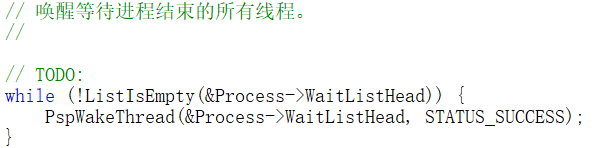 // 唤醒等待进程结束的所有线程。
//
// TODO:
while (!ListIsEmpty(&Process->WaitListHead)) {
    PspWakeThread(&Process->WaitListHead, STATUS_SUCCESS);
}